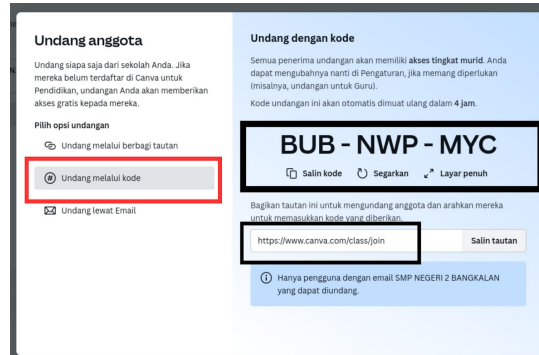 Undang anggota
Undang siapa saja dari sekolah Anda. Jika
mereka belum terdaftar di Canva untuk
Pendidikan, undangan Anda akan memberikan
akses gratis kepada mereka.
Pilih opsi undangan
Undang melalui berbagi tautan
Undang melalui kode
Undang lewat Email
Undang dengan kode
Semua penerima undangan akan memiliki akses tingkat murid. Anda
dapat mengubahnya nanti di Pengaturan, jika memang diperlukan
(misalnya, undangan untuk Guru).
Kode undangan ini akan otomatis dimuat ulang dalam 4 jam.
BUB - NWP - MYC
Salin kode Segarkan Layar penuh
Bagikan tautan ini untuk mengundang anggota dan arahkan mereka
untuk memasukkan kode yang diberikan.
https://www.canva.com/class/join Salin tautan
Hanya pengguna dengan email SMP NEGERI 2 BANGKALAN
yang dapat diundang.